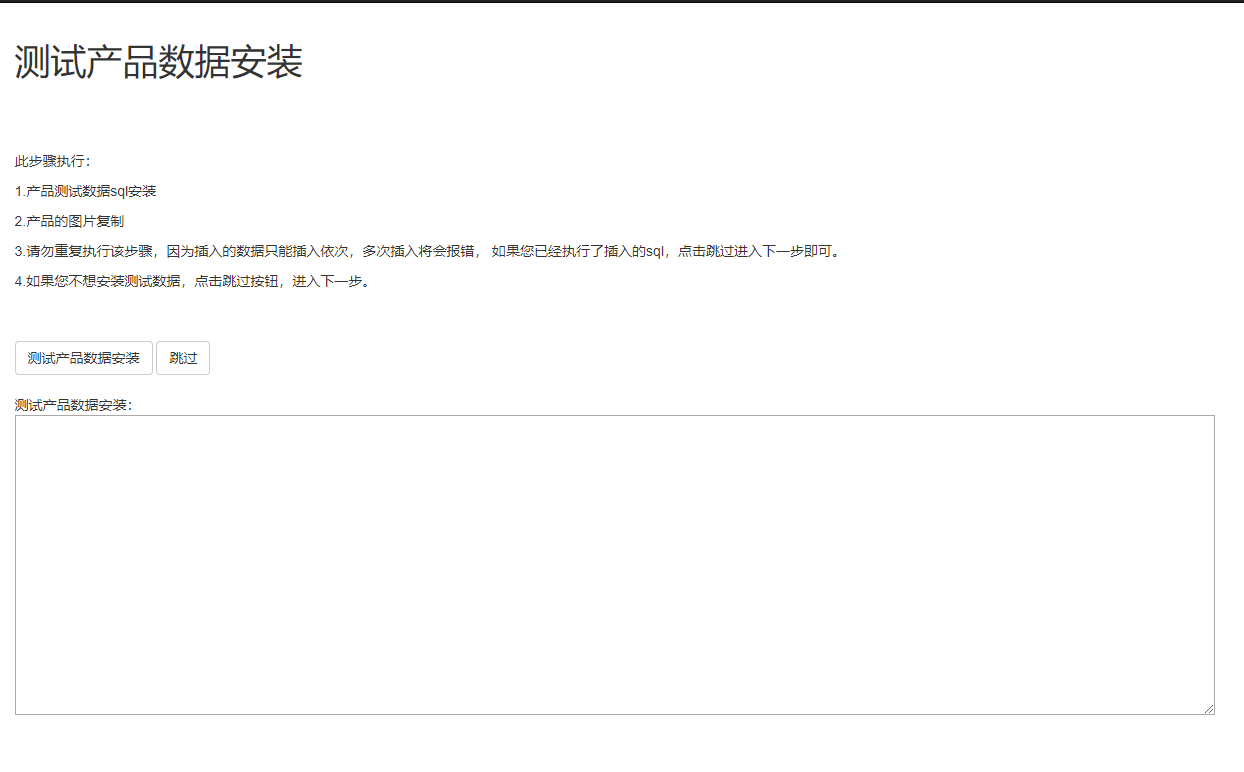 测试产品数据安装
此步骤执行：
1.产品测试数据sql安装
2.产品的图片复制
3.请勿重复执行该步骤，因为插入的数据只能插入依次，多次插入将会报错， 如果您已经执行了插入的sql，点击跳过进入下一步即可。
4.如果您不想安装测试数据，点击跳过按钮，进入下一步。
测试产品数据安装 跳过
测试产品数据安装：